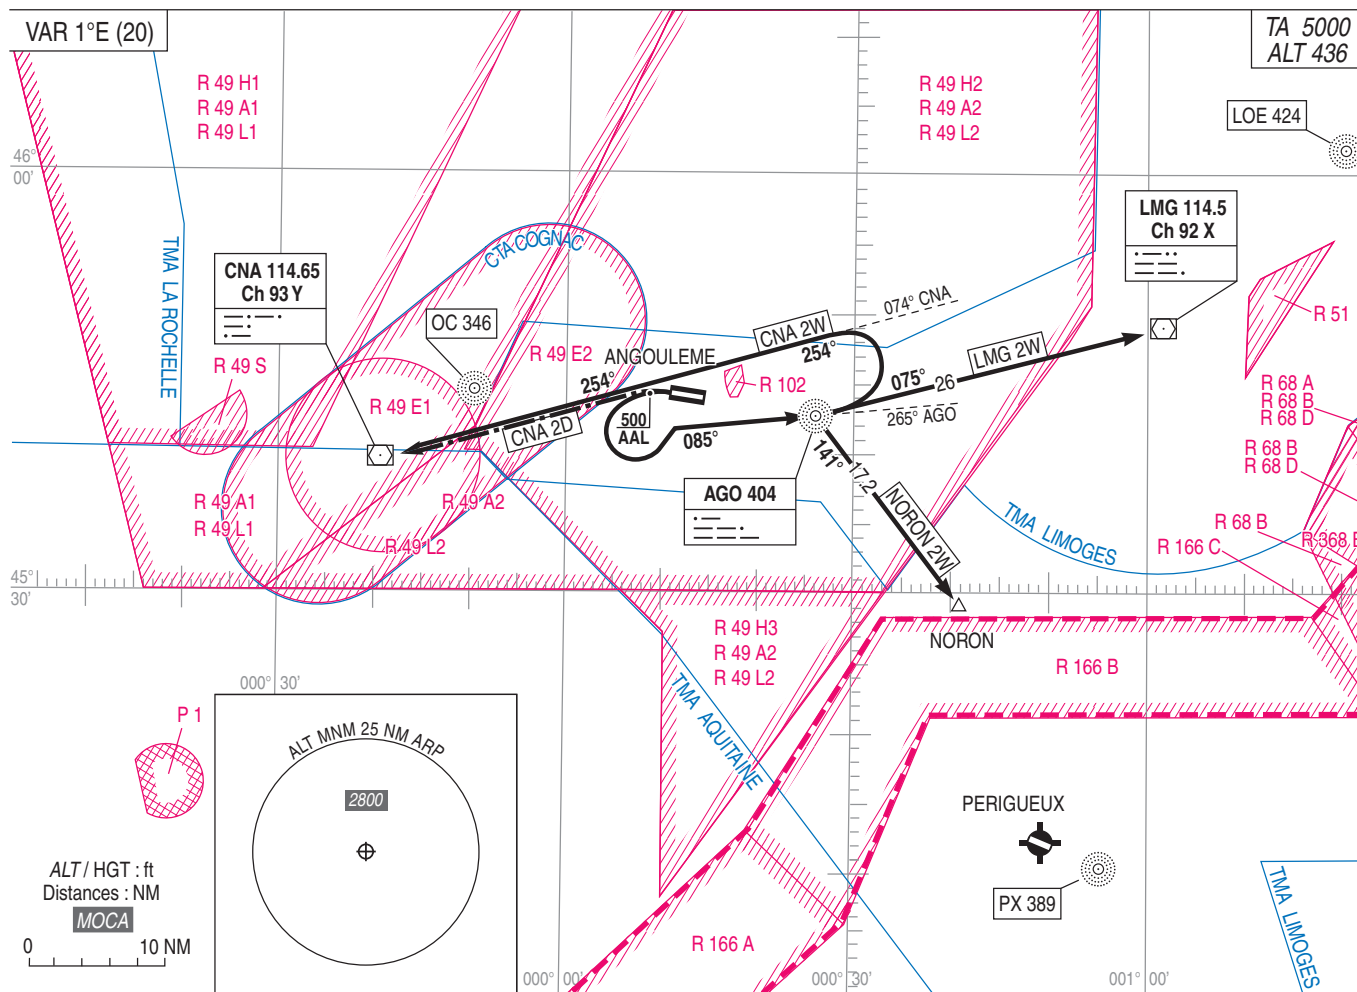 VAR 1°E (20)
TA 5000
ALT 436
R 49 H1
R 49 A1
R 49 L1
R 49 H2
R 49 A2
R 49 L2
LOE 424
46°
00'
LMG 114.5
Ch 92 X
TMA LA ROCHELLE
CTA COGNAC
CNA 114.65
Ch 93 Y
OC 346
R 49 S
R 49 E2
ANGOULEME
CNA 2W
074° CNA
254°
254°
LMG 2W
R 51
R 102
075°
26
265° AGO
R 49 E1
CNA 2D
500
AAL
085°
R 68 A
R 68 B
R 68 D
R 68 B
R 68 D
141°
17.2
AGO 404
NORON 2W
R 49 A1
R 49 L1
R 49 A2
R 49 L2
TMA LIMOGES
R 68 B
R 166 C
45°
30'
NORON
R 49 H3
R 49 A2
R 49 L2
R 166 B
000° 30'
TMA AQUITAINE
P 1
ALT MNM 25 NM ARP
2800
PERIGUEUX
PX 389
ALT / HGT : ft
Distances : NM
MOCA
0 10 NM
R 166 A
TMA LIMOGES
000° 00'
000° 30'
001° 00'